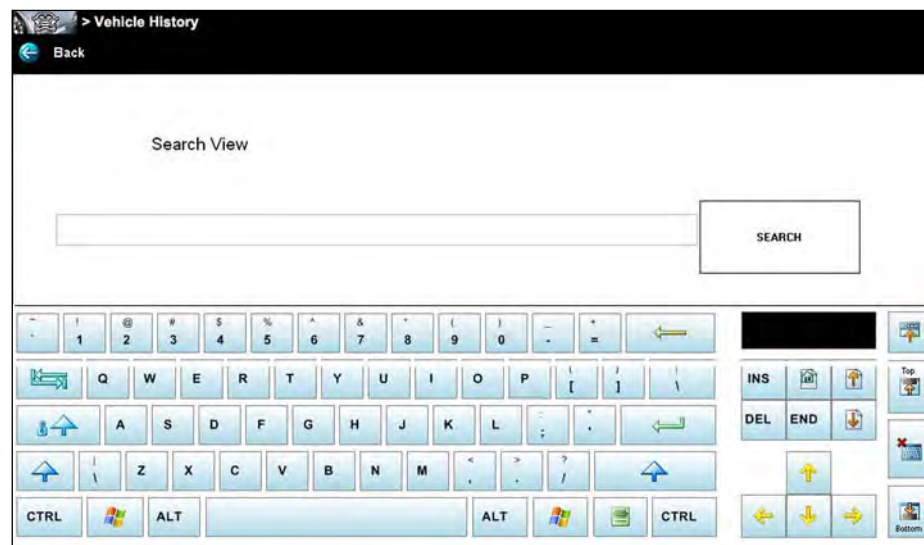 > Vehicle History
Back
Search View
SEARCH
~ ! @ # $ % ^ & * ( ) _ +
` 1 2 3 4 5 6 7 8 9 0 - =
Q W E R T Y U I O P { [ } ] | \
INS
Top
A S D F G H J K L : ; " '
DEL END
| \ Z X C V B N M < , > . ? /
CTRL ALT ALT CTRL
Bottom